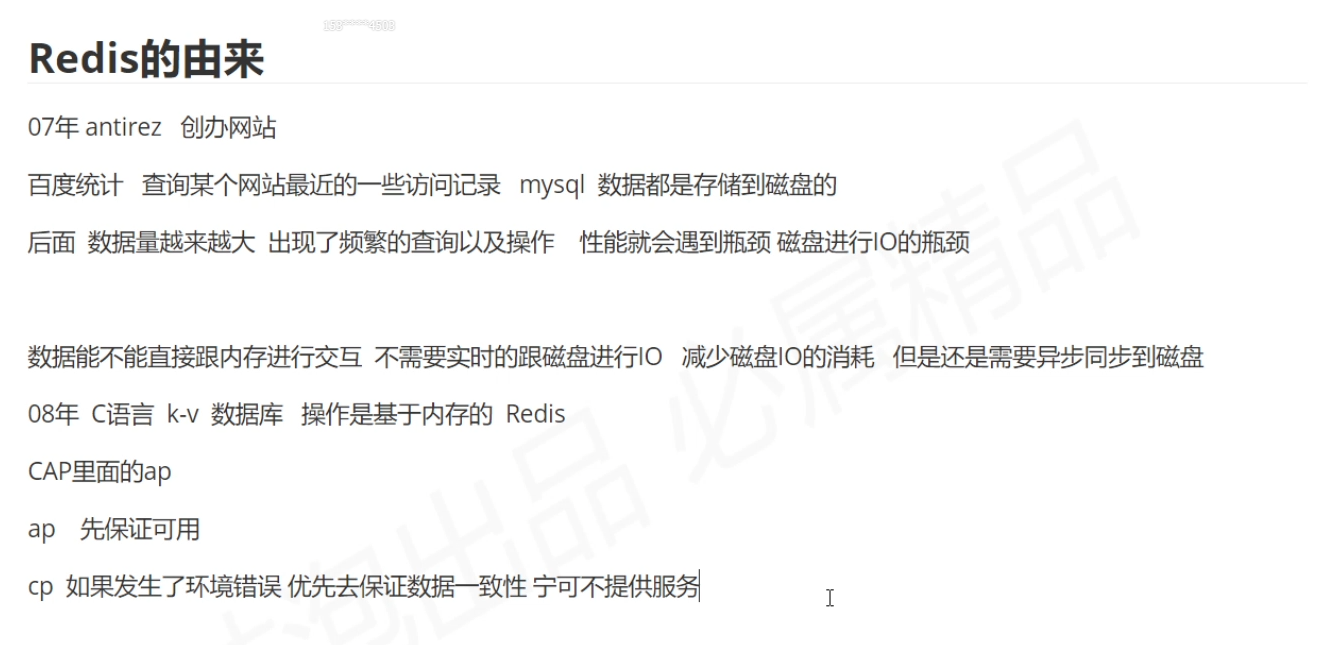 Redis的由来
07年 antirez 创办网站
百度统计 查询某个网站最近的一些访问记录 mysql 数据都是存储到磁盘的
后面 数据量越来越大 出现了频繁的查询以及操作 性能就会遇到瓶颈 磁盘进行IO的瓶颈
数据能不能直接跟内存进行交互 不需要实时的跟磁盘进行IO 减少磁盘IO的消耗 但是还是需要异步同步到磁盘
08年 C语言 k-v 数据库 操作是基于内存的 Redis
CAP里面的ap
ap 先保证可用
cp 如果发生了环境错误 优先去保证数据一致性 宁可不提供服务
出品 必属精品